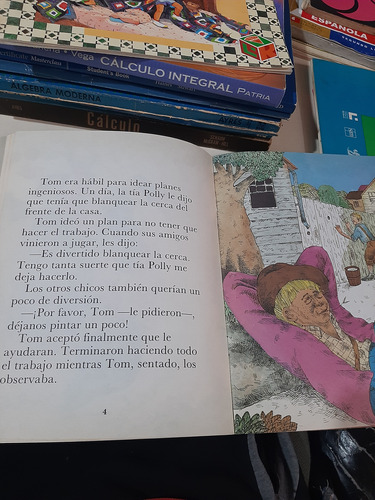 ESPAÑOLA
Vega CÁLCULO INTEGRAL PATRIA
ÁLGEBRA MODERNA
Calculo
Tom era hábil para idear planes
ingeniosos. Un día, la tía Polly le dijo
que tenía que blanquear la cerca del
frente de la casa.
Tom ideó un plan para no tener que
hacer el trabajo. Cuando sus amigos
vinieron a jugar, les dijo:
—Es divertido blanquear la cerca.
Tengo tanta suerte que tía Polly me
deja hacerlo.
Los otros chicos también querían un
poco de diversión.
—¡Por favor, Tom —le pidieron—,
déjanos pintar un poco!
Tom aceptó finalmente que le
ayudaran. Terminaron haciendo todo
el trabajo mientras Tom, sentado, los
observaba.
4